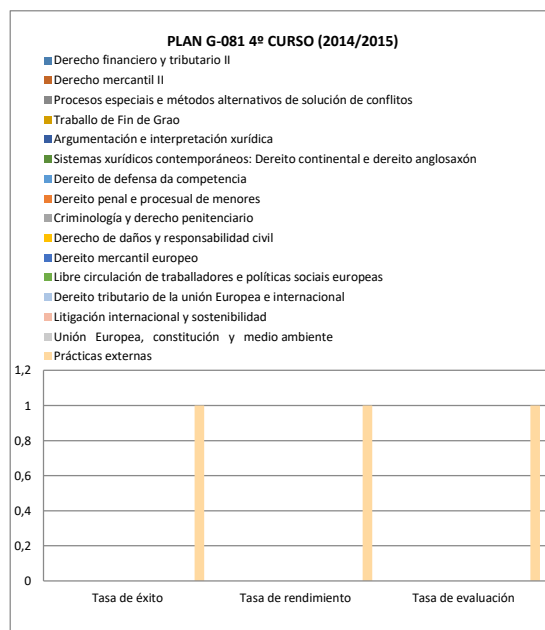 PLAN G-081 4º CURSO (2014/2015)
Derecho financiero y tributario II
Derecho mercantil II
Procesos especiais e métodos alternativos de solución de conflitos
Traballo de Fin de Grao
Argumentación e interpretación xurídica
Sistemas xurídicos contemporáneos: Dereito continental e dereito anglosaxón
Dereito de defensa da competencia
Dereito penal e procesual de menores
Criminología y derecho penitenciario
Derecho de daños y responsabilidad civil
Dereito mercantil europeo
Libre circulación de traballadores e políticas sociais europeas
Dereito tributario de la unión Europea e internacional
Litigación internacional y sostenibilidad
Unión Europea, constitución y medio ambiente
Prácticas externas
1,2
1
0,8
0,6
0,4
0,2
0
Tasa de éxito Tasa de rendimiento Tasa de evaluación